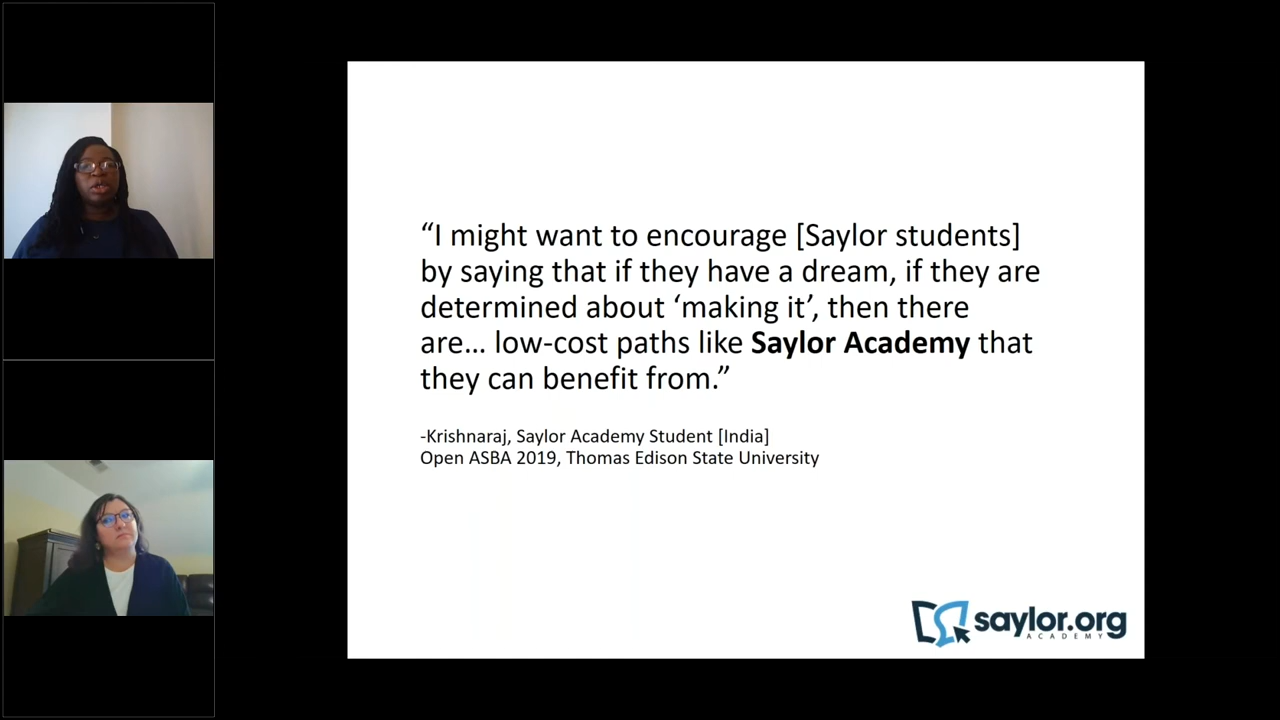 “I might want to encourage [Saylor students]
by saying that if they have a dream, if they are
determined about ‘making it’, then there
are… low-cost paths like Saylor Academy that
they can benefit from.”
-Krishnaraj, Saylor Academy Student [India]
Open ASBA 2019, Thomas Edison State University
saylor.org
ACADEMY